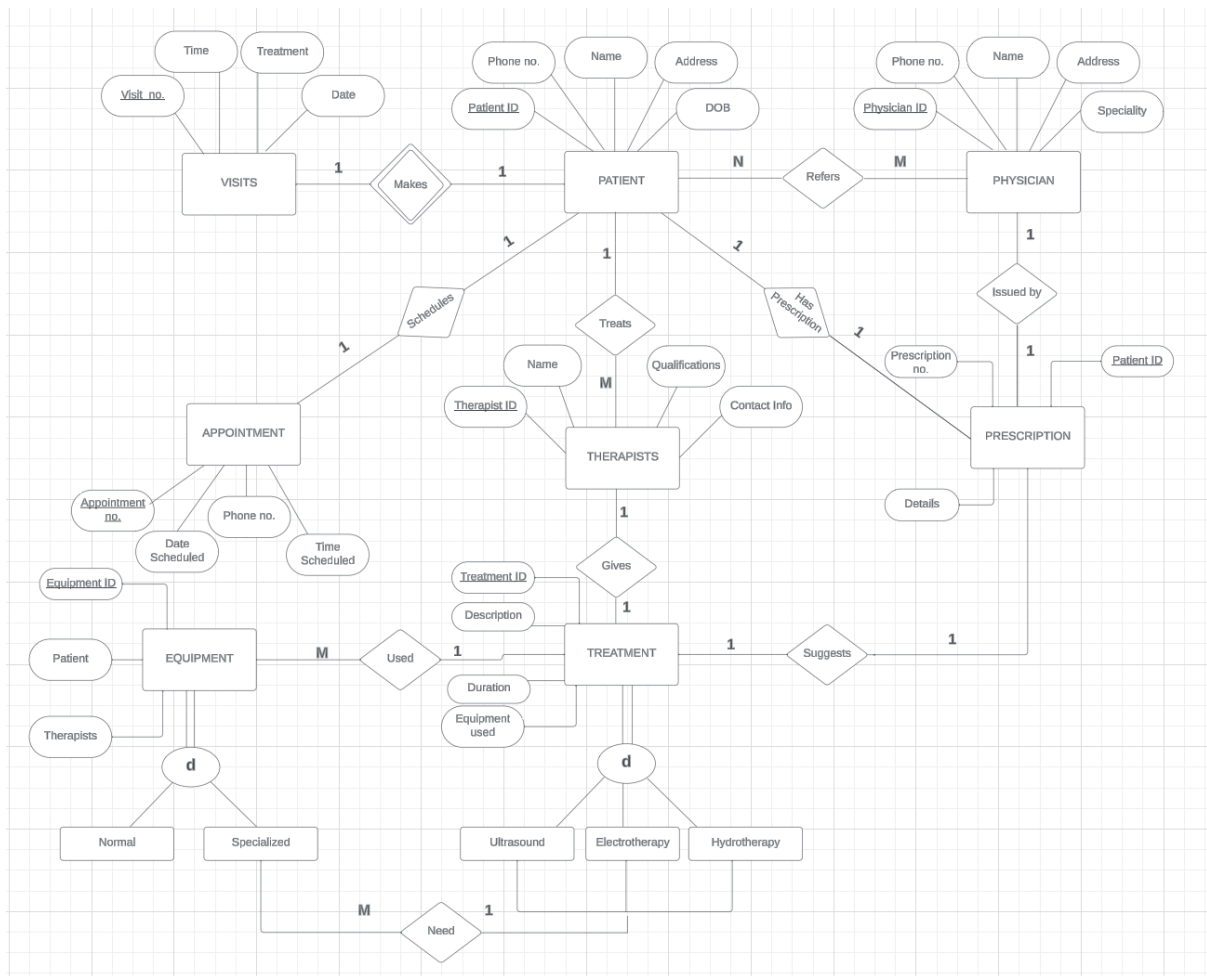 Time
Treatment
Visit no.
Date
Phone no.
Name
Address
Patient ID
DOB
Phone no.
Name
Address
Physician ID
Speciality
VISITS
1
Makes
1
PATIENT
N
Refers
M
PHYSICIAN
1
Schedules
1
1
Treats
M
1
Has
Prescription
1
1
Issued by
1
Name
Qualifications
Therapist ID
Contact Info
Prescription
no.
Patient ID
APPOINTMENT
THERAPISTS
PRESCRIPTION
Appointment
no.
Date
Scheduled
Phone no.
Time
Scheduled
Details
1
Gives
1
Equipment ID
Treatment ID
Description
EQUIPMENT
M
Used
1
TREATMENT
1
Suggests
1
Patient
Therapists
Duration
Equipment
used
d
d
Normal
Specialized
Ultrasound
Electrotherapy
Hydrotherapy
M
Need
1